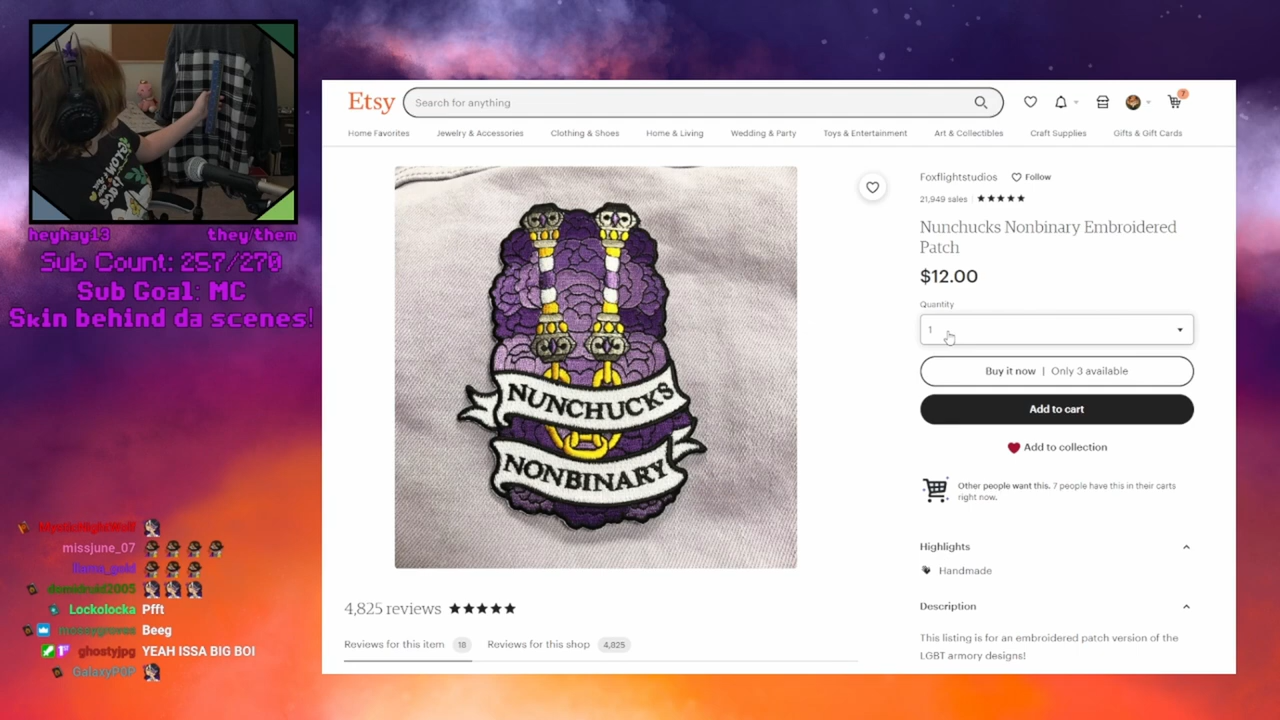 heyhay13
they/them
Sub Count: 257/270
Sub Goal: MC
Skin behind da scenes!
missjune_07
Lockolocka Pfft
Beeg
ghostyjpg YEAH ISSA BIG BOI
GalaxyP0P
Etsy
Search for anything
7
Home Favorites
Jewelry & Accessories
Clothing & Shoes
Home & Living
Wedding & Party
Toys & Entertainment
Art & Collectibles
Craft Supplies
Gifts & Gift Cards
NUNCHUCKS
NONBINARY
Foxflightstudios
Follow
21,949 sales
Nunchucks Nonbinary Embroidered
Patch
$12.00
Quantity
1
Buy it now | Only 3 available
Add to cart
Add to collection
Other people want this. 7 people have this in their carts
right now.
Highlights
Handmade
Description
This listing is for an embroidered patch version of the
LGBT armory designs!
4,825 reviews
Reviews for this item 18
Reviews for this shop 4,825